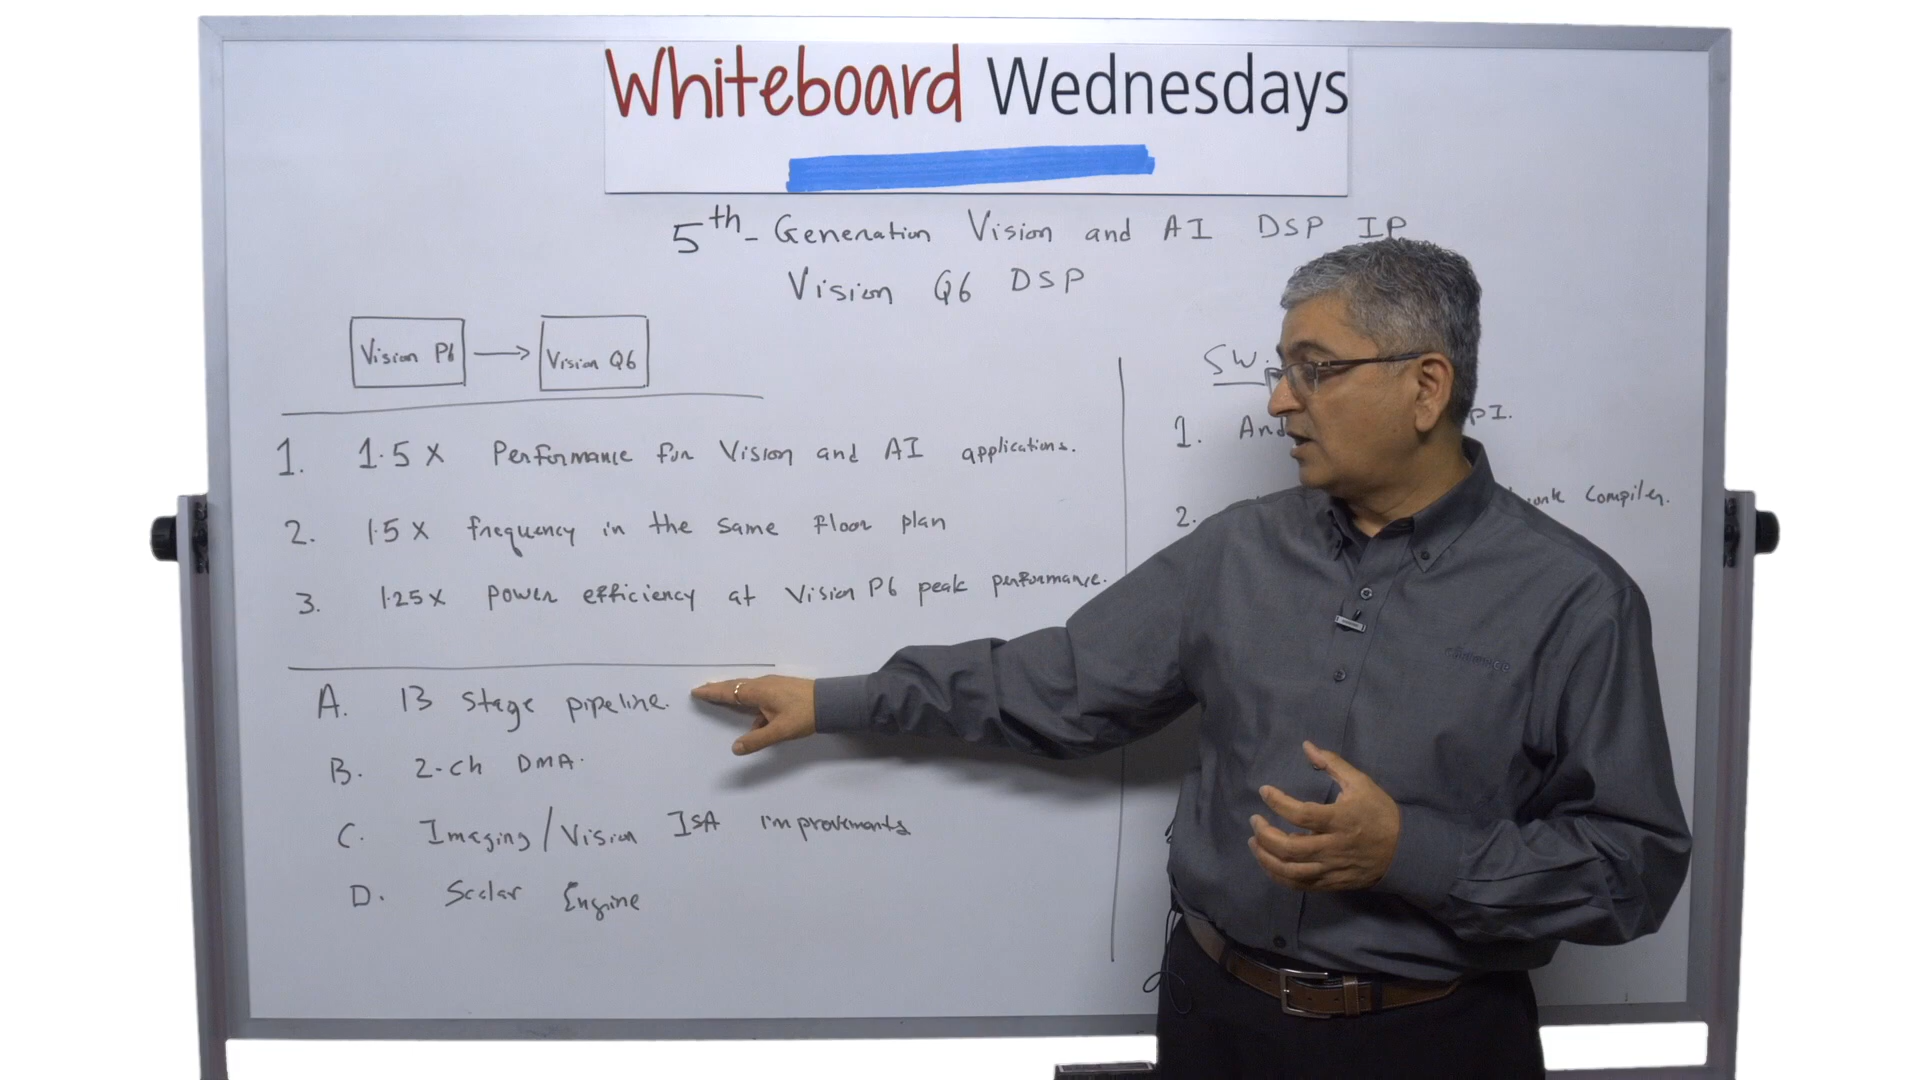 Whiteboard Wednesdays
5th- Generation Vision and AI DSP IP
Vision Q6 DSP
Vision P6
Vision Q6
1. 1.5 X Performance for Vision and AI applications.
2. 1.5 X frequency in the same floor plan
3. 1.25 X power efficiency at Vision P6 peak performance.
A. 13 stage pipeline.
B. 2-ch DMA.
C. Imaging/Vision ISA improvements
D. Scalar Engine
SW.
1. And
PI.
2.
Compiler.